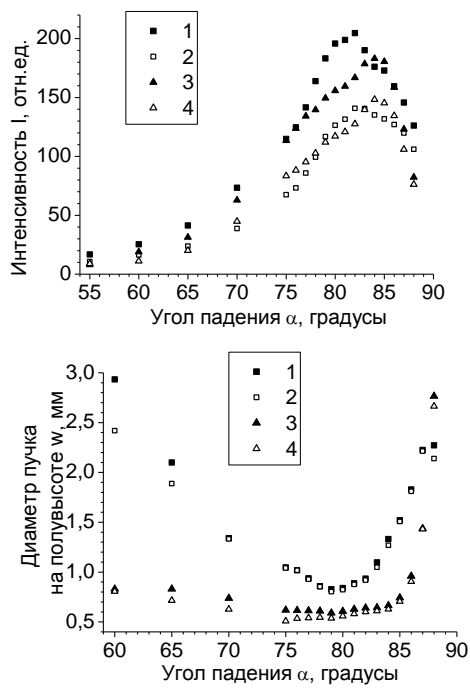 Интенсивность I, отн.ед.
200
150
100
50
0
1
2
3
4
55 60 65 70 75 80 85 90
Угол падения α, градусы
Диаметр пучка
на полувысоте w, мм
3,0
2,5
2,0
1,5
1,0
0,5
1
2
3
4
60 65 70 75 80 85 90
Угол падения α, градусы